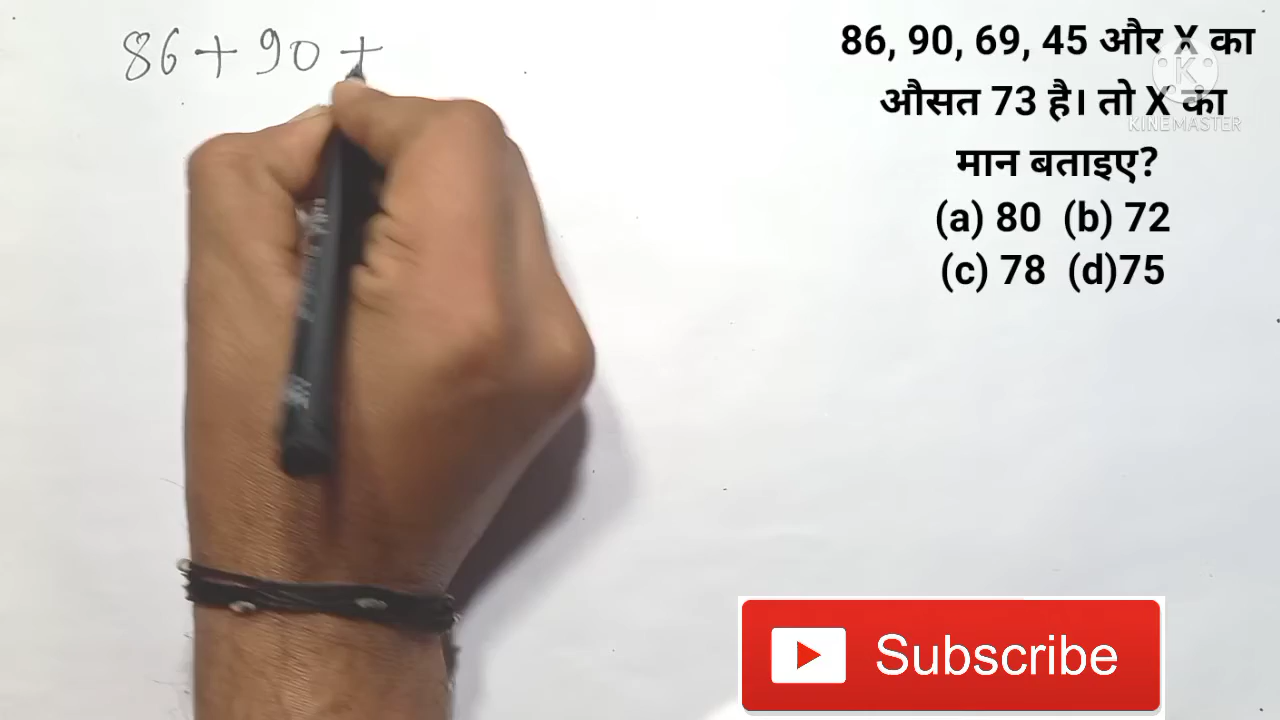 86 + 90 +
86, 90, 69, 45 और X का
औसत 73 है। तो X का
मान बताइए?
(a) 80 (b) 72
(c) 78 (d)75
KINEMASTER
Subscribe